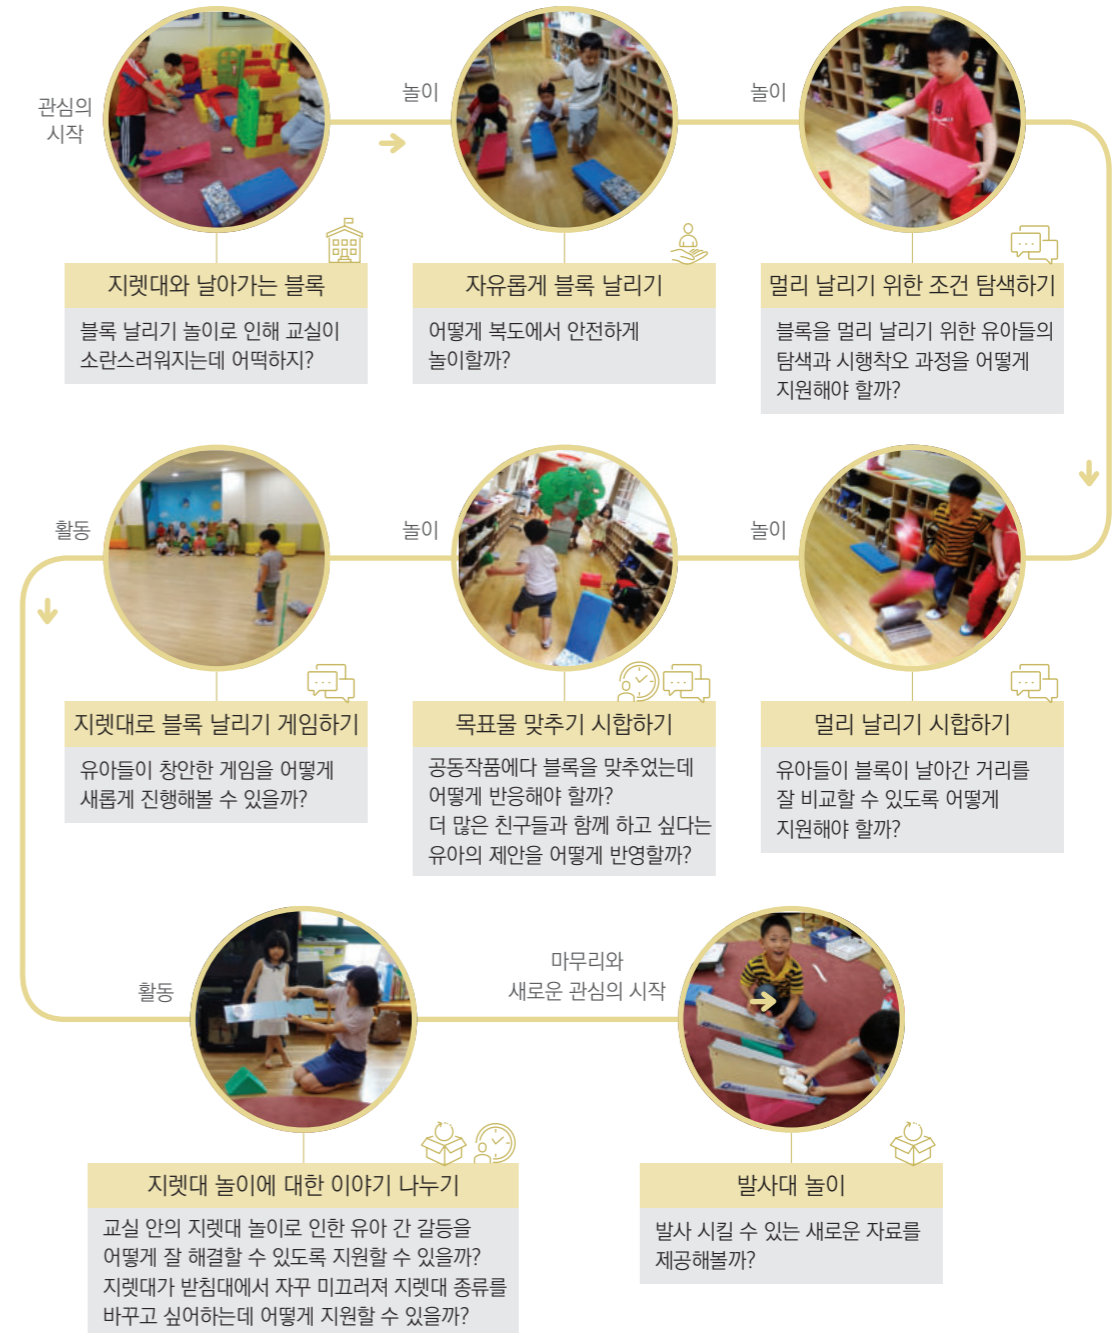 관심의
시작
지렛대와 날아가는 블록
블록 날리기 놀이로 인해 교실이
소란스러워지는데 어떡하지?
놀이
자유롭게 블록 날리기
어떻게 복도에서 안전하게
놀이할까?
놀이
멀리 날리기 위한 조건 탐색하기
블록을 멀리 날리기 위한 유아들의
탐색과 시행착오 과정을 어떻게
지원해야 할까?
놀이
멀리 날리기 시합하기
유아들이 블록이 날아간 거리를
잘 비교할 수 있도록 어떻게
지원해야 할까?
놀이
목표물 맞추기 시합하기
공동작품에다 블록을 맞추었는데
어떻게 반응해야 할까?
더 많은 친구들과 함께 하고 싶다는
유아의 제안을 어떻게 반영할까?
활동
지렛대로 블록 날리기 게임하기
유아들이 창안한 게임을 어떻게
새롭게 진행해볼 수 있을까?
활동
지렛대 놀이에 대한 이야기 나누기
교실 안의 지렛대 놀이로 인한 유아 간 갈등을
어떻게 잘 해결할 수 있도록 지원할 수 있을까?
지렛대가 받침대에서 자꾸 미끄러져 지렛대 종류를
바꾸고 싶어하는데 어떻게 지원할 수 있을까?
마무리와
새로운 관심의 시작
발사대 놀이
발사 시킬 수 있는 새로운 자료를
제공해볼까?